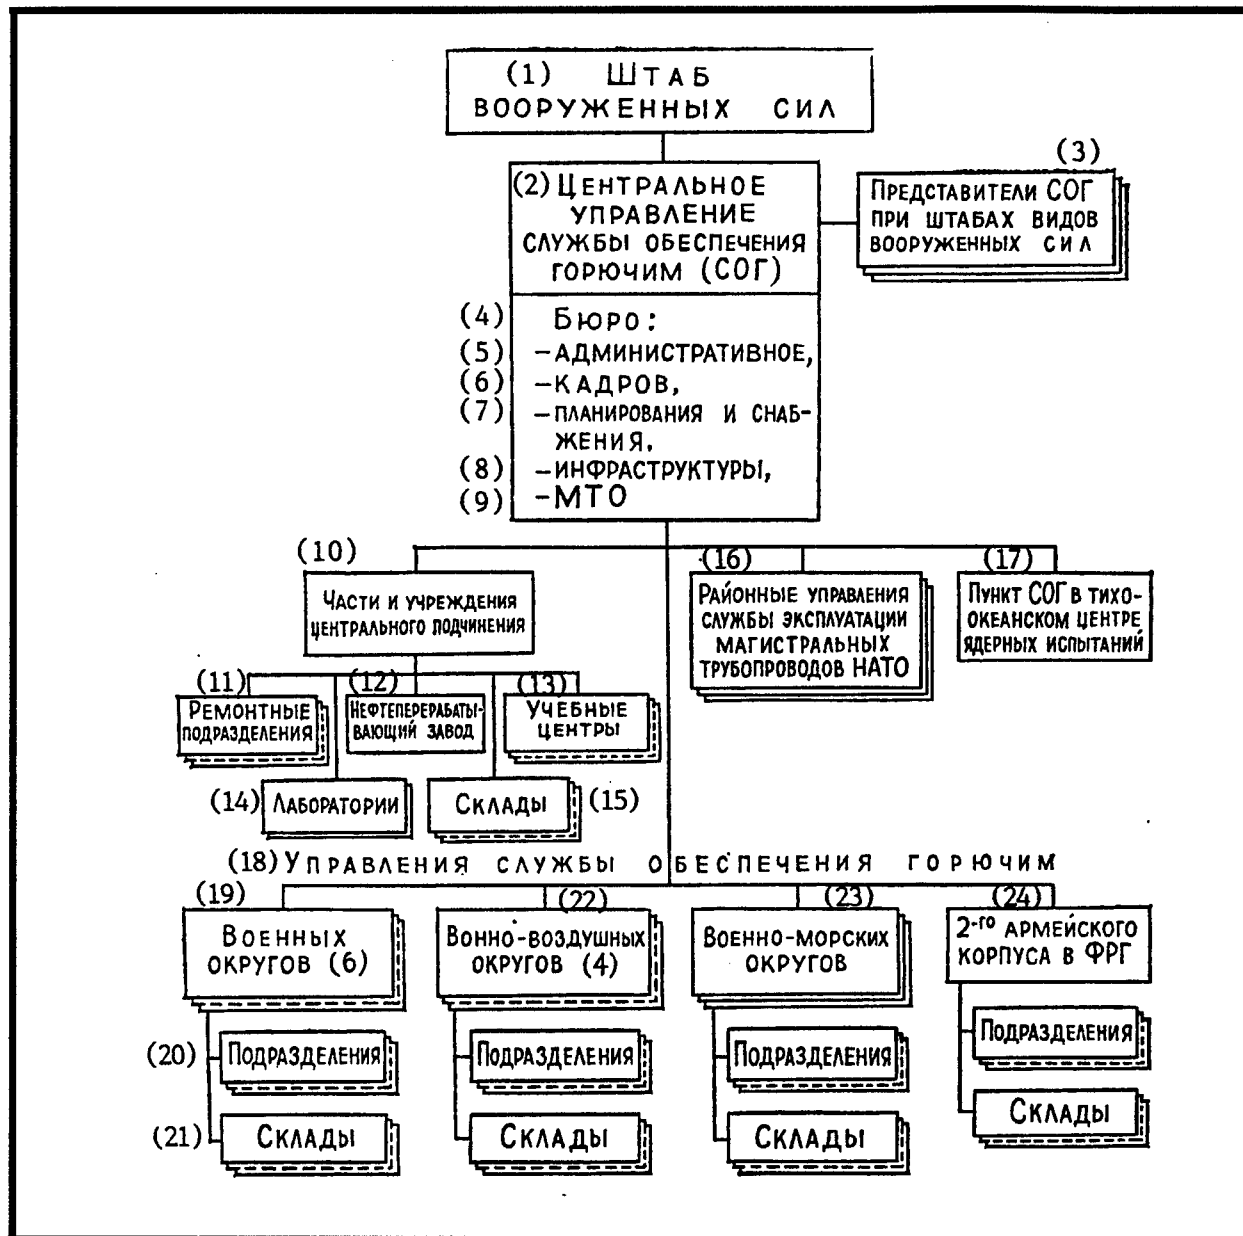 (1) ШТАБ
ВООРУЖЕННЫХ СИЛ
(2) ЦЕНТРАЛЬНОЕ
УПРАВЛЕНИЕ
СЛУЖБЫ ОБЕСПЕЧЕНИЯ
ГОРЮЧИМ (СОГ)
(3)
ПРЕДСТАВИТЕЛИ СОГ
ПРИ ШТАБАХ ВИДОВ
ВООРУЖЕННЫХ СИЛ
(4) БЮРО:
(5) -АДМИНИСТРАТИВНОЕ,
(6) -КАДРОВ,
(7) -ПЛАНИРОВАНИЯ И СНАБ-
ЖЕНИЯ,
(8) -ИНФРАСТРУКТУРЫ,
(9) -МТО
(10)
ЧАСТИ И УЧРЕЖДЕНИЯ
ЦЕНТРАЛЬНОГО ПОДЧИНЕНИЯ
(16)
РАЙОННЫЕ УПРАВЛЕНИЯ
СЛУЖБЫ ЭКСПЛУАТАЦИИ
МАГИСТРАЛЬНЫХ
ТРУБОПРОВОДОВ НАТО
(17)
ПУНКТ СОГ В ТИХО-
ОКЕАНСКОМ ЦЕНТРЕ
ЯДЕРНЫХ ИСПЫТАНИЙ
(11)
РЕМОНТНЫЕ
ПОДРАЗДЕЛЕНИЯ
(12)
НЕФТЕПЕРЕРАБАТЫ-
ВАЮЩИЙ ЗАВОД
(13)
УЧЕБНЫЕ
ЦЕНТРЫ
(14) ЛАБОРАТОРИИ
СКЛАДЫ (15)
(18) УПРАВЛЕНИЯ СЛУЖБЫ ОБЕСПЕЧЕНИЯ ГОРЮЧИМ
(19)
ВОЕННЫХ
ОКРУГОВ (6)
(22)
ВОННО-ВОЗДУШНЫХ
ОКРУГОВ (4)
(23)
ВОЕННО-МОРСКИХ
ОКРУГОВ
(24)
2-ГО АРМЕЙСКОГО
КОРПУСА В ФРГ
(20) ПОДРАЗДЕЛЕНИЯ
ПОДРАЗДЕЛЕНИЯ
ПОДРАЗДЕЛЕНИЯ
ПОДРАЗДЕЛЕНИЯ
(21) СКЛАДЫ
СКЛАДЫ
СКЛАДЫ
СКЛАДЫ